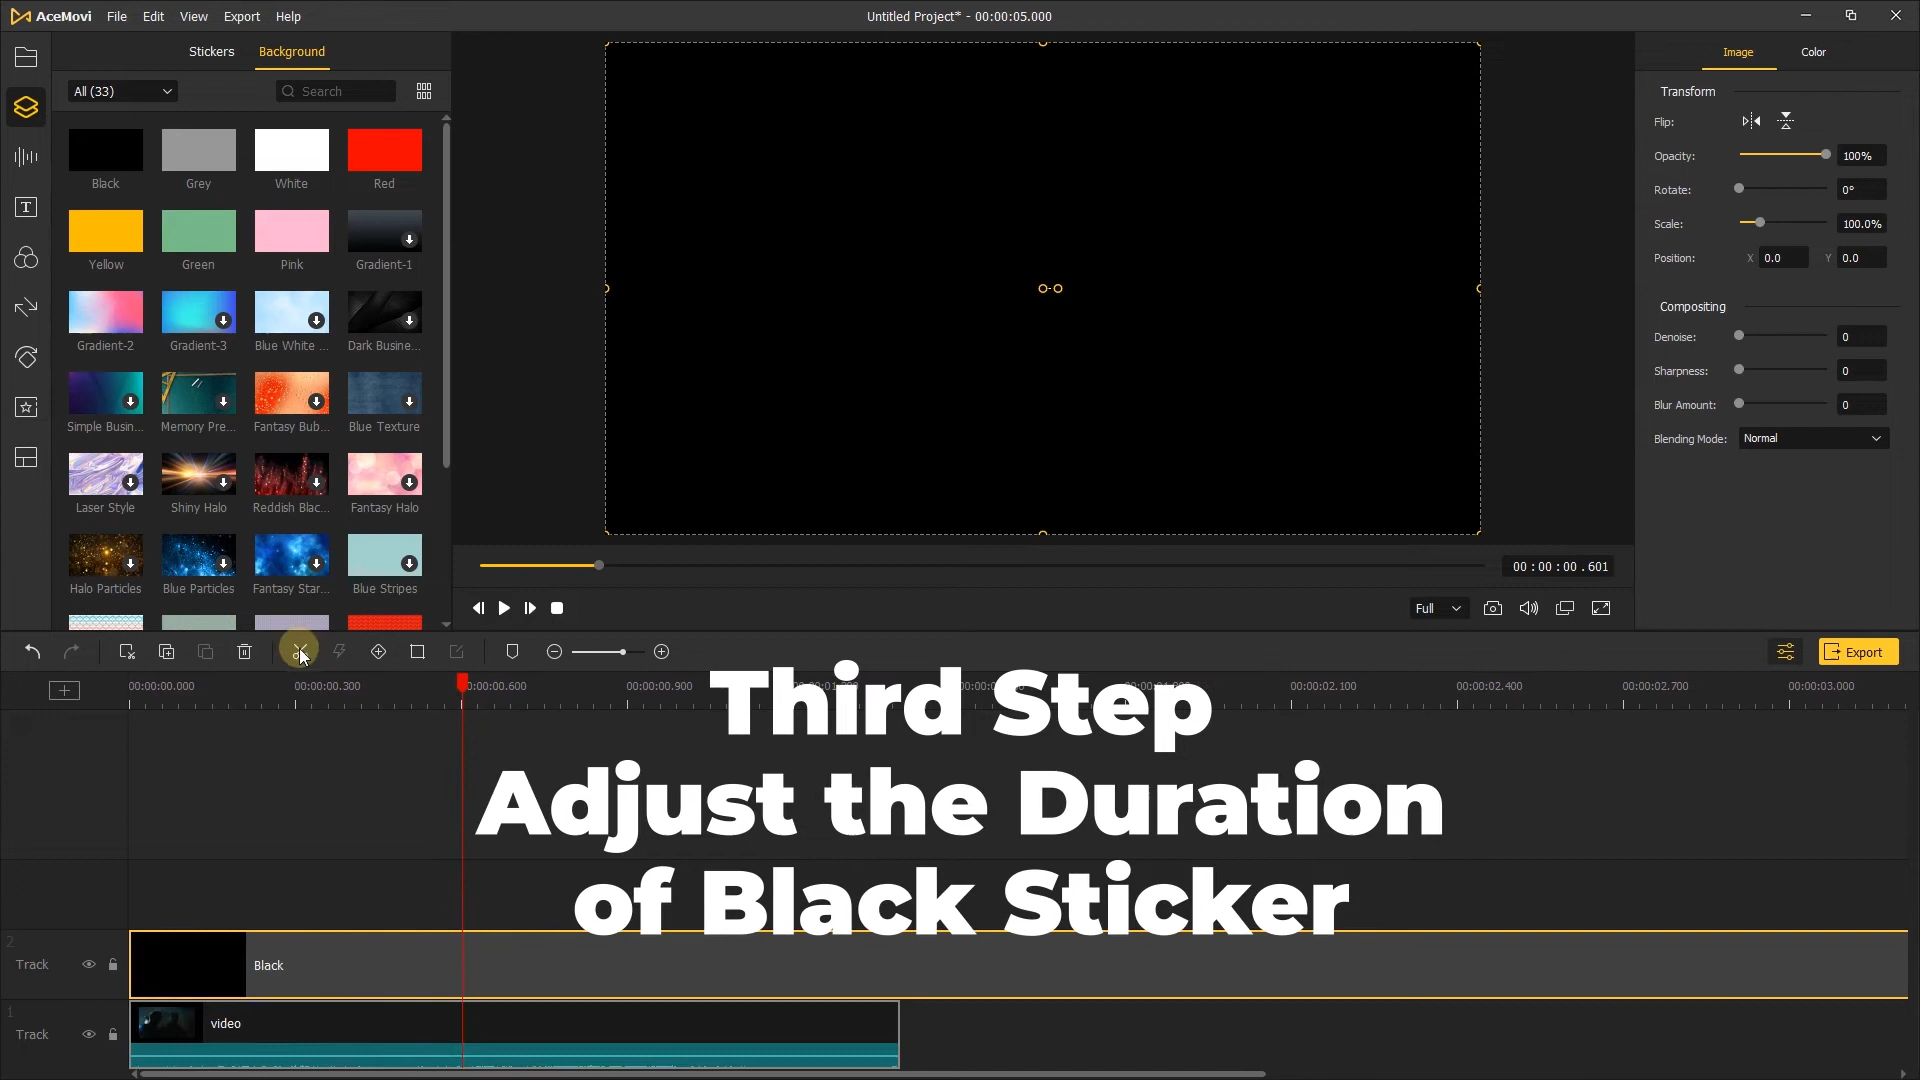 AceMovi File Edit View Export Help
Untitled Project* - 00:00:05.000
Stickers Background
All (33)
Search
Black Grey White Red
Yellow Green Pink Gradient-1
Gradient-2 Gradient-3 Blue White ... Dark Busine...
Simple Busin... Memory Pre... Fantasy Bub... Blue Texture
Laser Style Shiny Halo Reddish Blac... Fantasy Halo
Halo Particles Blue Particles Fantasy Star... Blue Stripes
00 : 00 : 00 .601
Full
Image Color
Transform
Flip:
Opacity: 100%
Rotate: 0°
Scale: 100.0%
Position: X 0.0 Y 0.0
Compositing
Denoise: 0
Sharpness: 0
Blur Amount: 0
Blending Mode: Normal
Export
00:00:00.000 00:00:00.300 00:00:00.600 00:00:00.900 00:00:02.100 00:00:02.400 00:00:02.700 00:00:03.000
Third Step
Adjust the Duration
of Black Sticker
2
Track
Black
1
Track
video